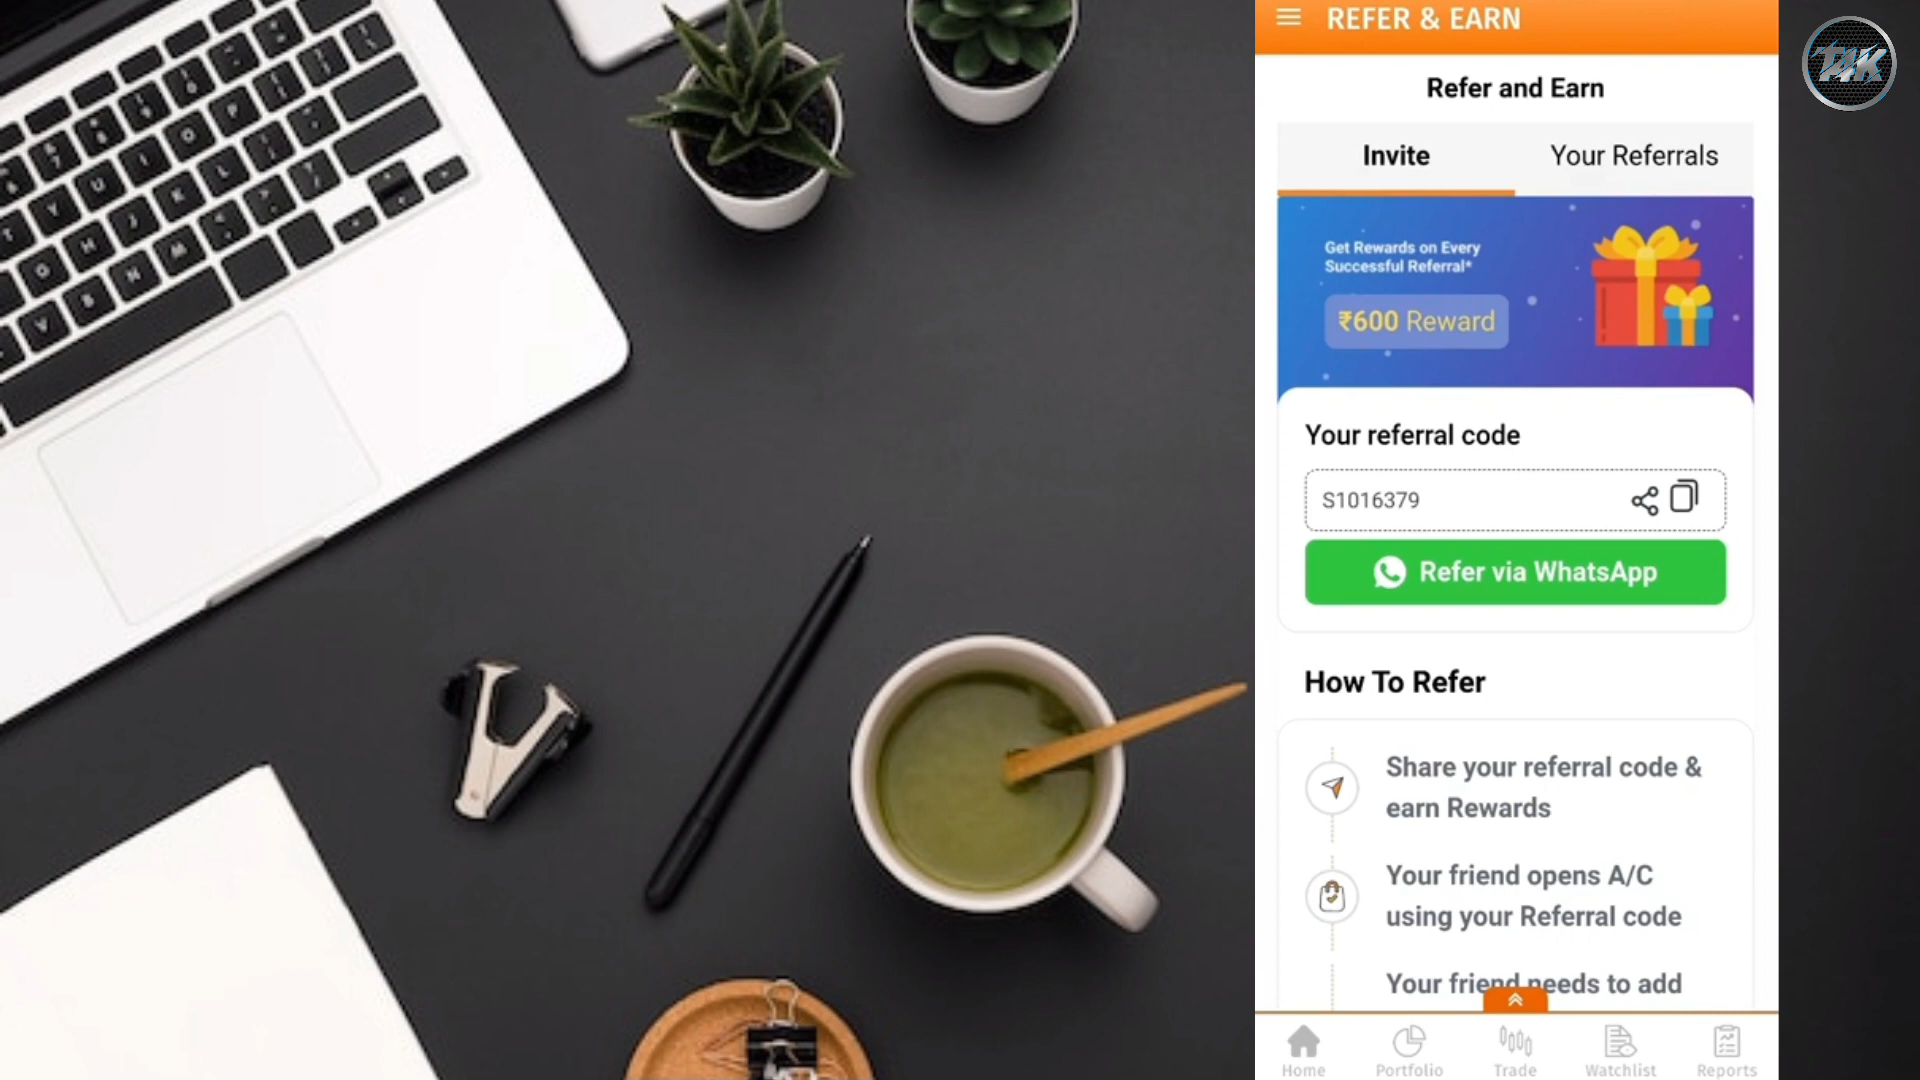 REFER & EARN
Refer and Earn
Invite
Your Referrals
Get Rewards on Every
Successful Referral*
₹600 Reward
Your referral code
S1016379
Refer via WhatsApp
How To Refer
Share your referral code &
earn Rewards
Your friend opens A/C
using your Referral code
Your friend needs to add
Home
Portfolio
Trade
Watchlist
Reports